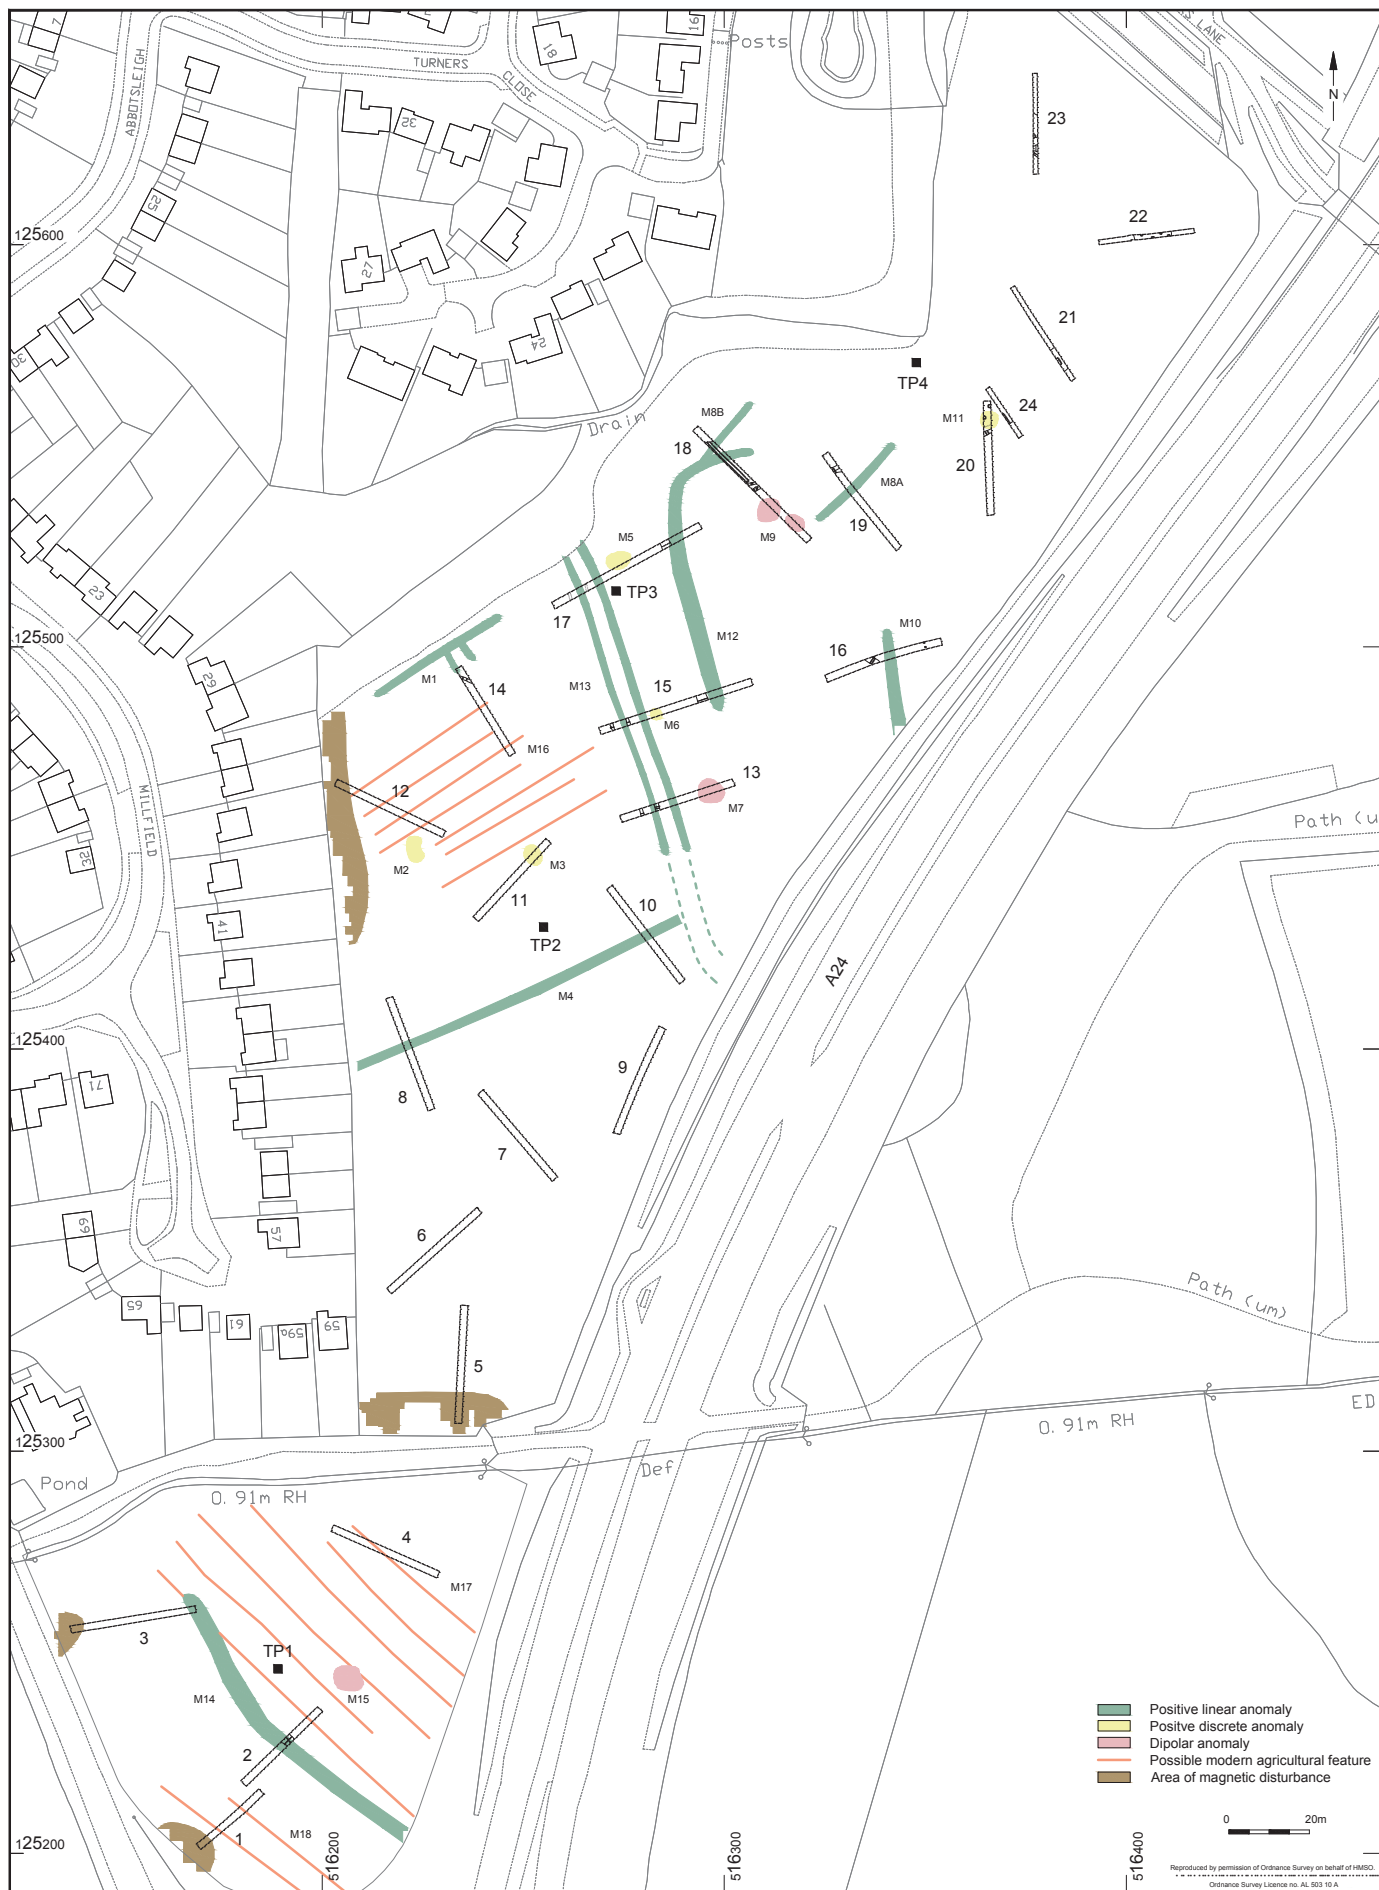 7
16
18
Posts
TURNERS
CLOSE
ABBOTSLEIGH
LANE
N
32
23
25
22
125600
27
21
24
30
TP4
M8B
M11
24
Drain
18
20
M8A
M5
M9
19
23
TP3
17
125500
M10
M12
16
29
M1
14
M13
15
M6
M16
13
MILLFIELD
12
M7
Path (u
32
M2
M3
11
10
41
TP2
A24
M4
125400
9
71
8
7
69
57
6
Path (um)
65
61
59a
59
5
ED
0.91m RH
125300
Def
Pond
0.91m RH
4
M17
3
TP1
M14
M15
Positive linear anomaly
Positve discrete anomaly
Dipolar anomaly
2
Possible modern agricultural feature
Area of magnetic disturbance
0 20m
1
M18
125200
516200
516300
516400
Reproduced by permission of Ordnance Survey on behalf of HMSO.
Ordnance Survey Licence no. AL 503 10 A